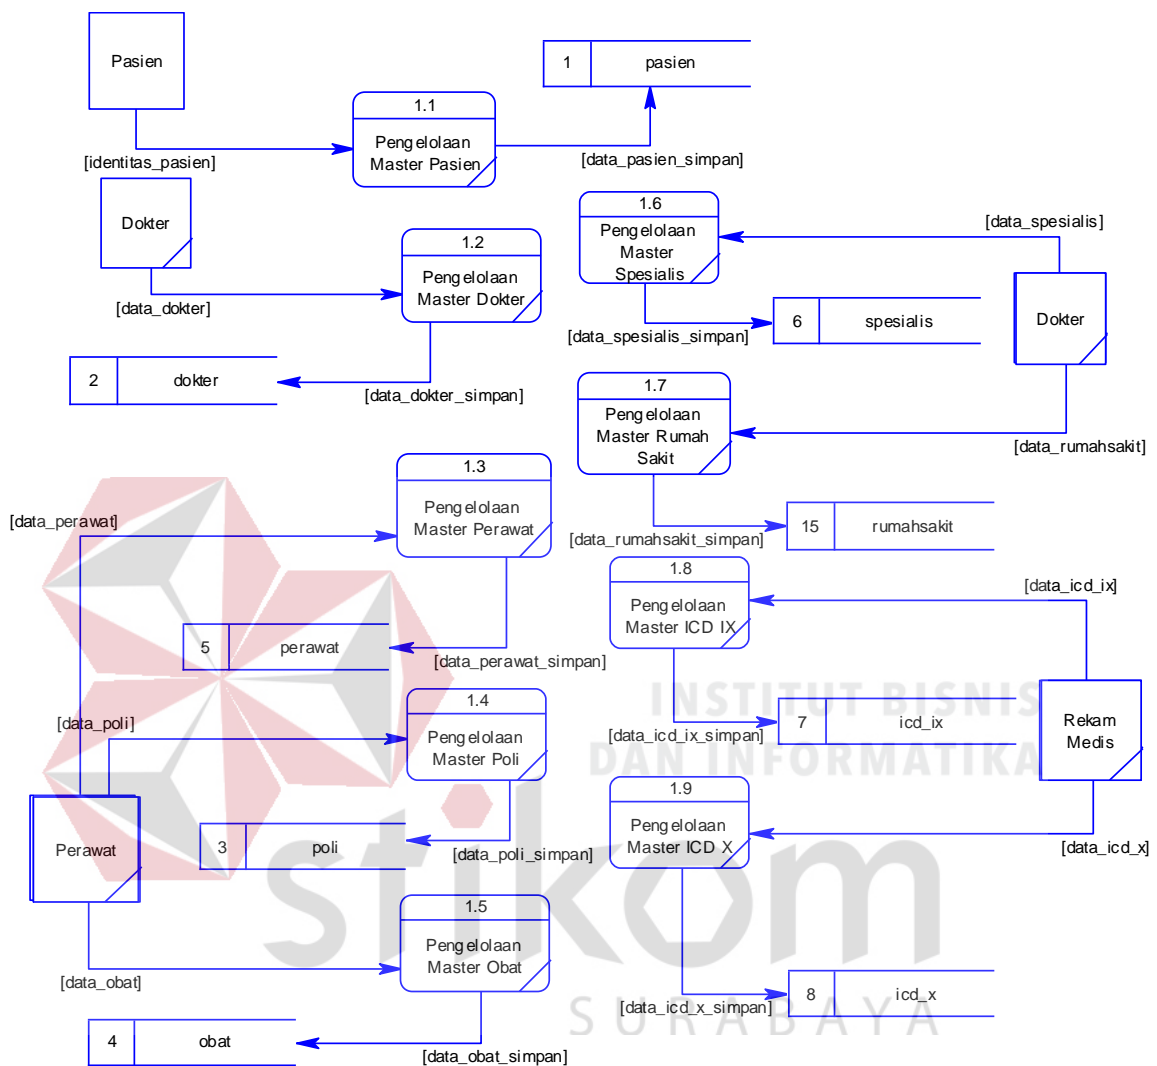 Pasien
1
pasien
1.1
Pengelolaan
Master Pasien
[identitas_pasien]
[data_pasien_simpan]
Dokter
1.2
Pengelolaan
Master Dokter
[data_dokter]
2
dokter
[data_dokter_simpan]
1.6
Pengelolaan
Master
Spesialis
[data_spesialis]
[data_spesialis_simpan]
6
spesialis
Dokter
1.7
Pengelolaan
Master Rumah
Sakit
[data_rumahsakit]
[data_rumahsakit_simpan]
15
rumahsakit
1.3
Pengelolaan
Master Perawat
[data_perawat]
5
perawat
[data_perawat_simpan]
1.8
Pengelolaan
Master ICD IX
[data_icd_ix]
[data_icd_ix_simpan]
7
icd_ix
Rekam
Medis
[data_poli]
1.4
Pengelolaan
Master Poli
3
poli
[data_poli_simpan]
Perawat
1.9
Pengelolaan
Master ICD X
[data_icd_x]
[data_icd_x_simpan]
8
icd_x
1.5
Pengelolaan
Master Obat
[data_obat]
4
obat
[data_obat_simpan]
INSTITUT BISNIS
DAN INFORMATIKA
stikom
SURABAYA